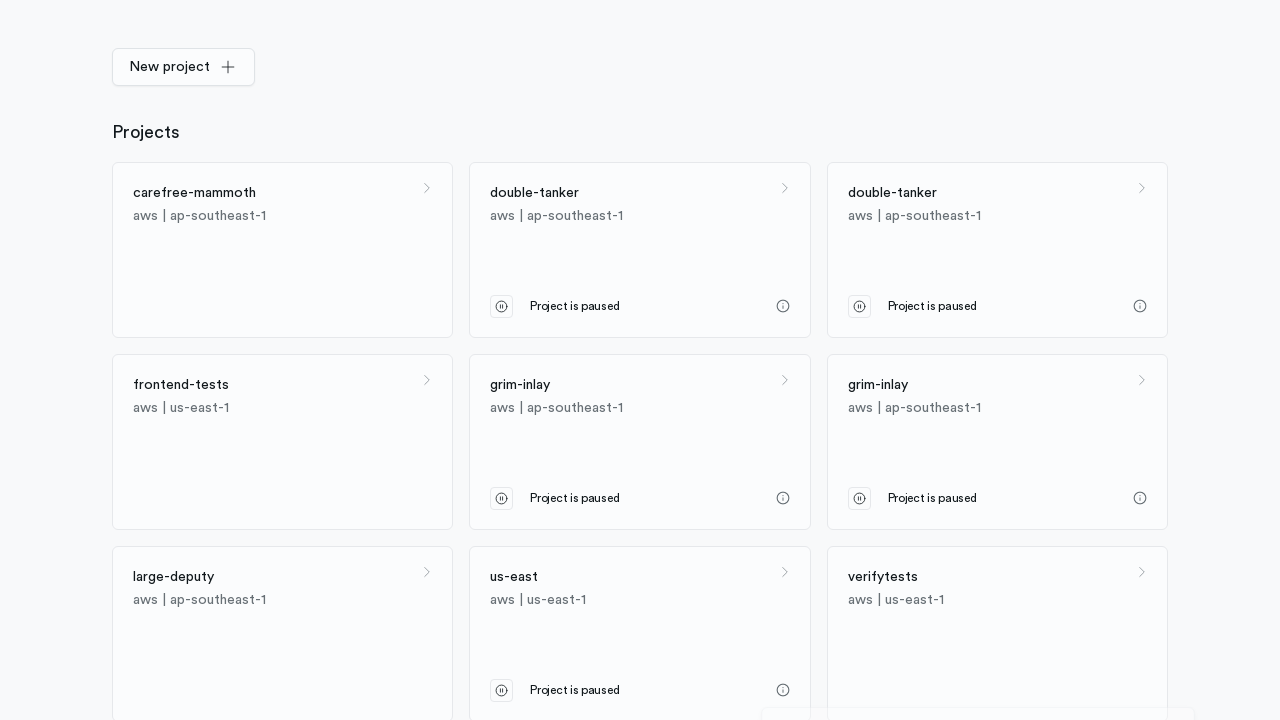 New project
Projects
carefree-mammoth
aws | ap-southeast-1
double-tanker
aws | ap-southeast-1
Project is paused
double-tanker
aws | ap-southeast-1
Project is paused
frontend-tests
aws | us-east-1
grim-inlay
aws | ap-southeast-1
Project is paused
grim-inlay
aws | ap-southeast-1
Project is paused
large-deputy
aws | ap-southeast-1
us-east
aws | us-east-1
Project is paused
verifytests
aws | us-east-1